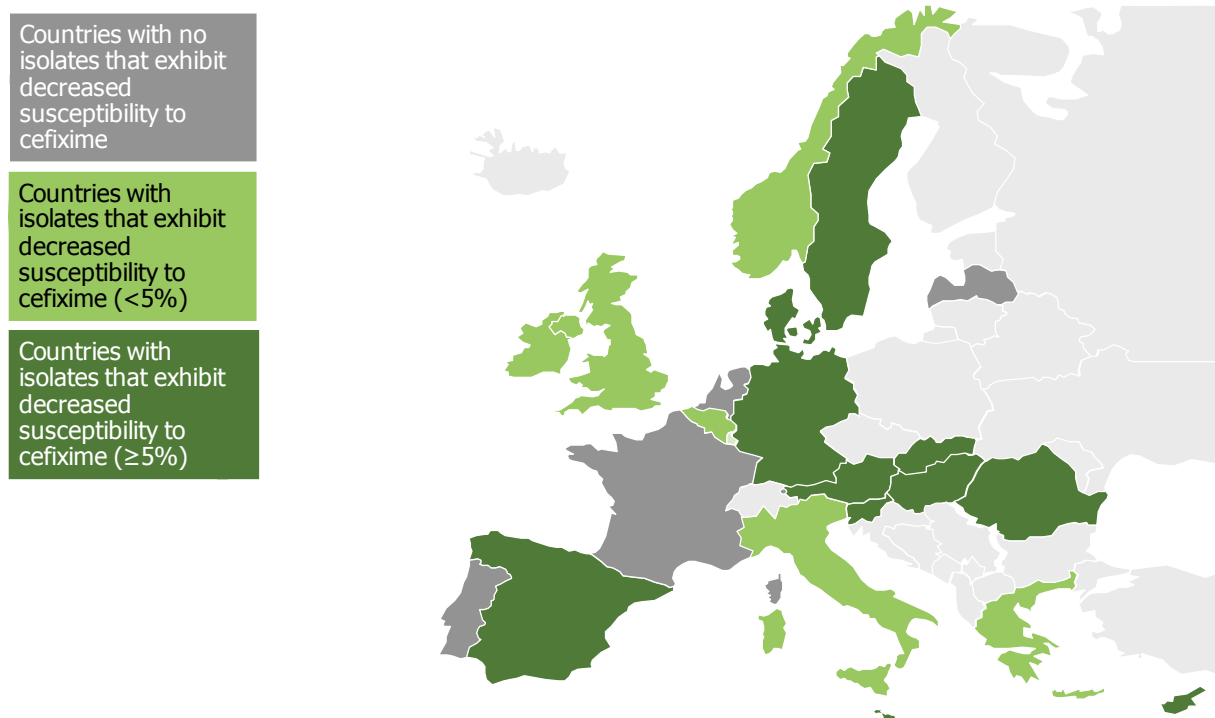 Countries with no
isolates that exhibit
decreased
susceptibility to
cefixime
Countries with
isolates that exhibit
decreased
susceptibility to
cefixime (<5%)
Countries with
isolates that exhibit
decreased
susceptibility to
cefixime (≥5%)